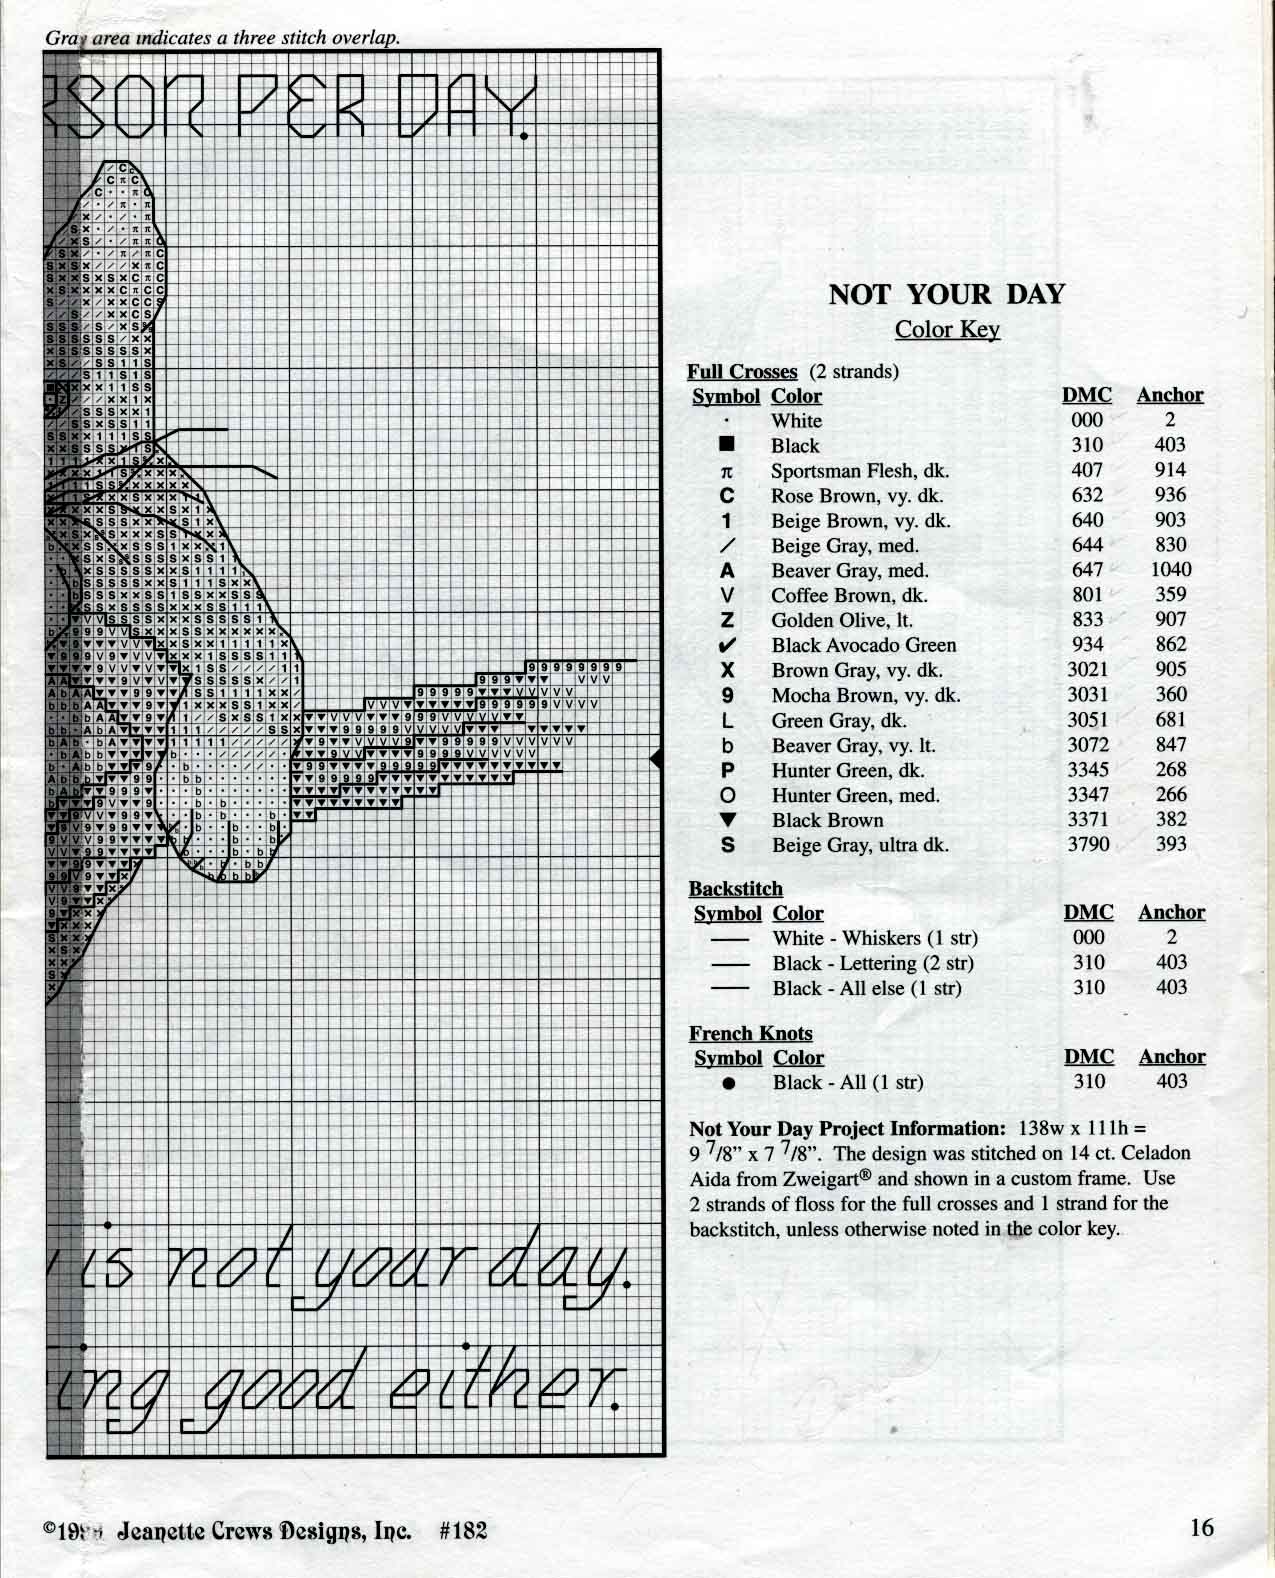 Gray area indicates a three stitch overlap.
RSON PER DAY.
is not your day.
ing good either.
NOT YOUR DAY
Color Key
Full Crosses (2 strands)
Symbol Color DMC Anchor
· White 000 2
■ Black 310 403
π Sportsman Flesh, dk. 407 914
C Rose Brown, vy. dk. 632 936
1 Beige Brown, vy. dk. 640 903
/ Beige Gray, med. 644 830
A Beaver Gray, med. 647 1040
V Coffee Brown, dk. 801 359
Z Golden Olive, lt. 833 907
✔ Black Avocado Green 934 862
X Brown Gray, vy. dk. 3021 905
9 Mocha Brown, vy. dk. 3031 360
L Green Gray, dk. 3051 681
b Beaver Gray, vy. lt. 3072 847
P Hunter Green, dk. 3345 268
O Hunter Green, med. 3347 266
▼ Black Brown 3371 382
S Beige Gray, ultra dk. 3790 393
Backstitch
Symbol Color DMC Anchor
— White - Whiskers (1 str) 000 2
— Black - Lettering (2 str) 310 403
— Black - All else (1 str) 310 403
French Knots
Symbol Color DMC Anchor
● Black - All (1 str) 310 403
Not Your Day Project Information: 138w x 111h =
9 7/8” x 7 7/8”. The design was stitched on 14 ct. Celadon
Aida from Zweigart® and shown in a custom frame. Use
2 strands of floss for the full crosses and 1 strand for the
backstitch, unless otherwise noted in the color key.
Jeanette Crews Designs, Inc. #182
16